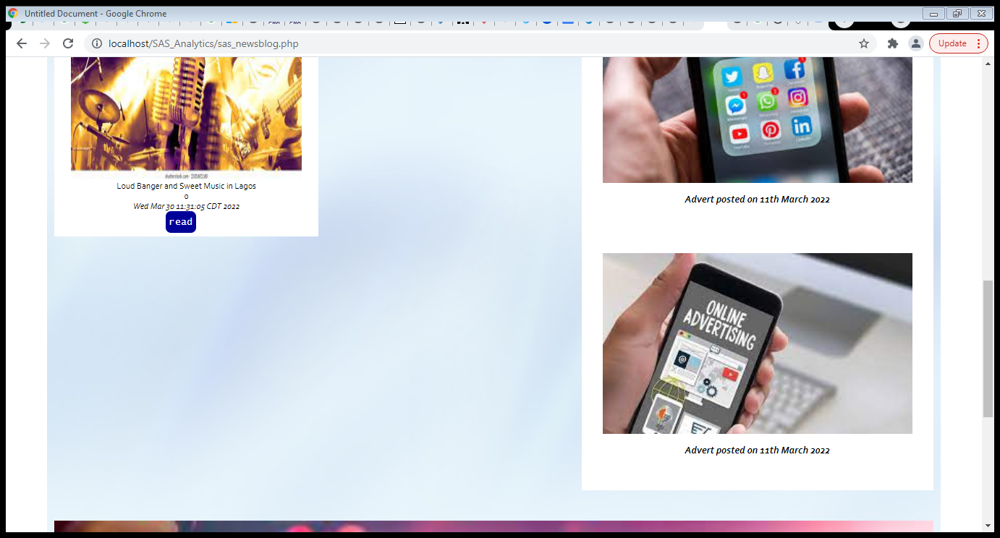 Untitled Document - Google Chrome
localhost/SAS_Analytics/sas_newsblog.php
Update
shutterstock.com
Loud Banger and Sweet Music in Lagos
0
Wed Mar 30 11:31:05 CDT 2022
read
Advert posted on 11th March 2022
ONLINE
ADVERTISING
Advert posted on 11th March 2022